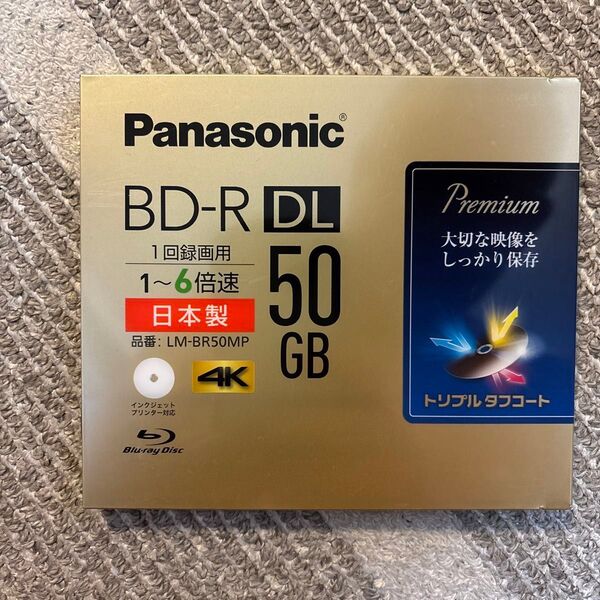 Panasonic®
BD-R DL
1回録画用
1～6倍速
日本製
50
GB
品番: LM-BR50MP
インクジェット
プリンター対応
4K
Blu-ray Disc
Premium
大切な映像を
しっかり保存
トリプル タフコート